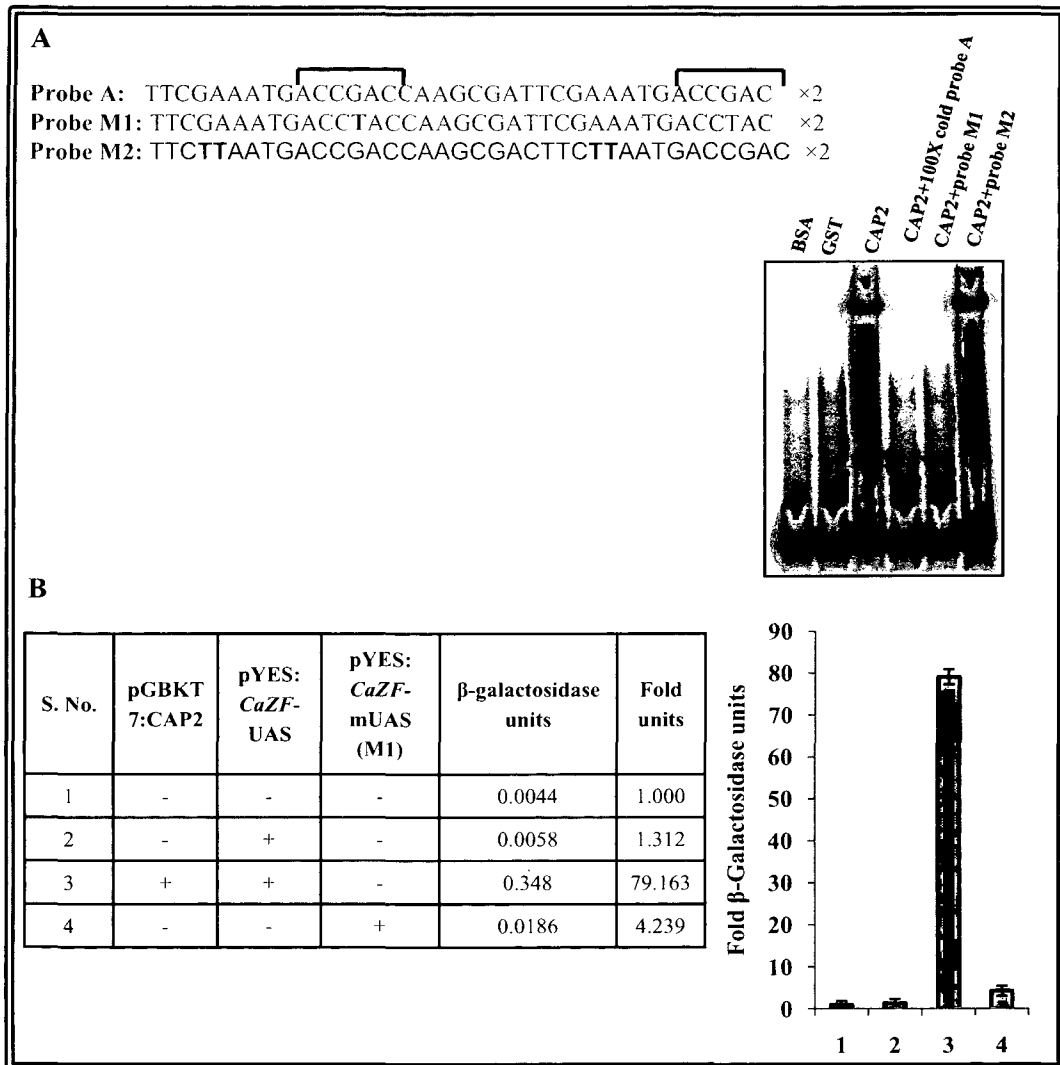 A
Probe A: TTCGAAATGACCGACCAAGCGATTCGAAATGACCGAC ×2
Probe M1: TTCGAAATGACCTACCAAGCGATTCGAAATGACCTAC ×2
Probe M2: TTCTTAATGACCGACCAAGCGACTTCTTAATGACCGAC ×2
BSA
GST
CAP2
CAP2+100X cold probe A
CAP2+probe M1
CAP2+probe M2
B
S. No. pGBKT7:CAP2 pYES: CaZF-UAS pYES: CaZF-mUAS (M1) β-galactosidase units Fold units
1 - - - 0.0044 1.000
2 - + - 0.0058 1.312
3 + + - 0.348 79.163
4 - - + 0.0186 4.239
Fold β-Galactosidase units
90
80
70
60
50
40
30
20
10
0
1 2 3 4